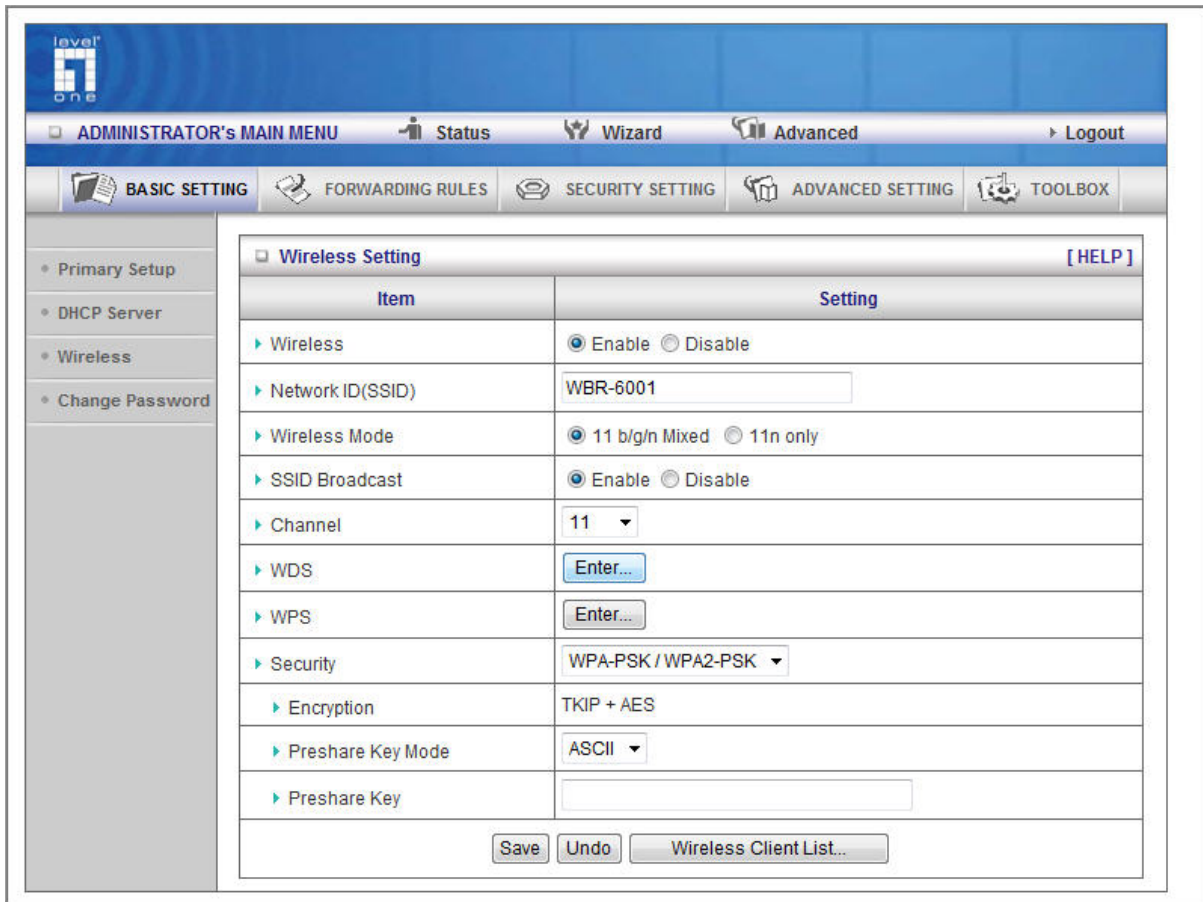 level
one
ADMINISTRATOR's MAIN MENU Status Wizard Advanced Logout
BASIC SETTING FORWARDING RULES SECURITY SETTING ADVANCED SETTING TOOLBOX
Primary Setup
DHCP Server
Wireless
Change Password
Wireless Setting [ HELP ]
Item Setting
Wireless Enable Disable
Network ID(SSID) WBR-6001
Wireless Mode 11 b/g/n Mixed 11n only
SSID Broadcast Enable Disable
Channel 11
WDS Enter...
WPS Enter...
Security WPA-PSK / WPA2-PSK
Encryption TKIP + AES
Preshare Key Mode ASCII
Preshare Key
Save Undo Wireless Client List...